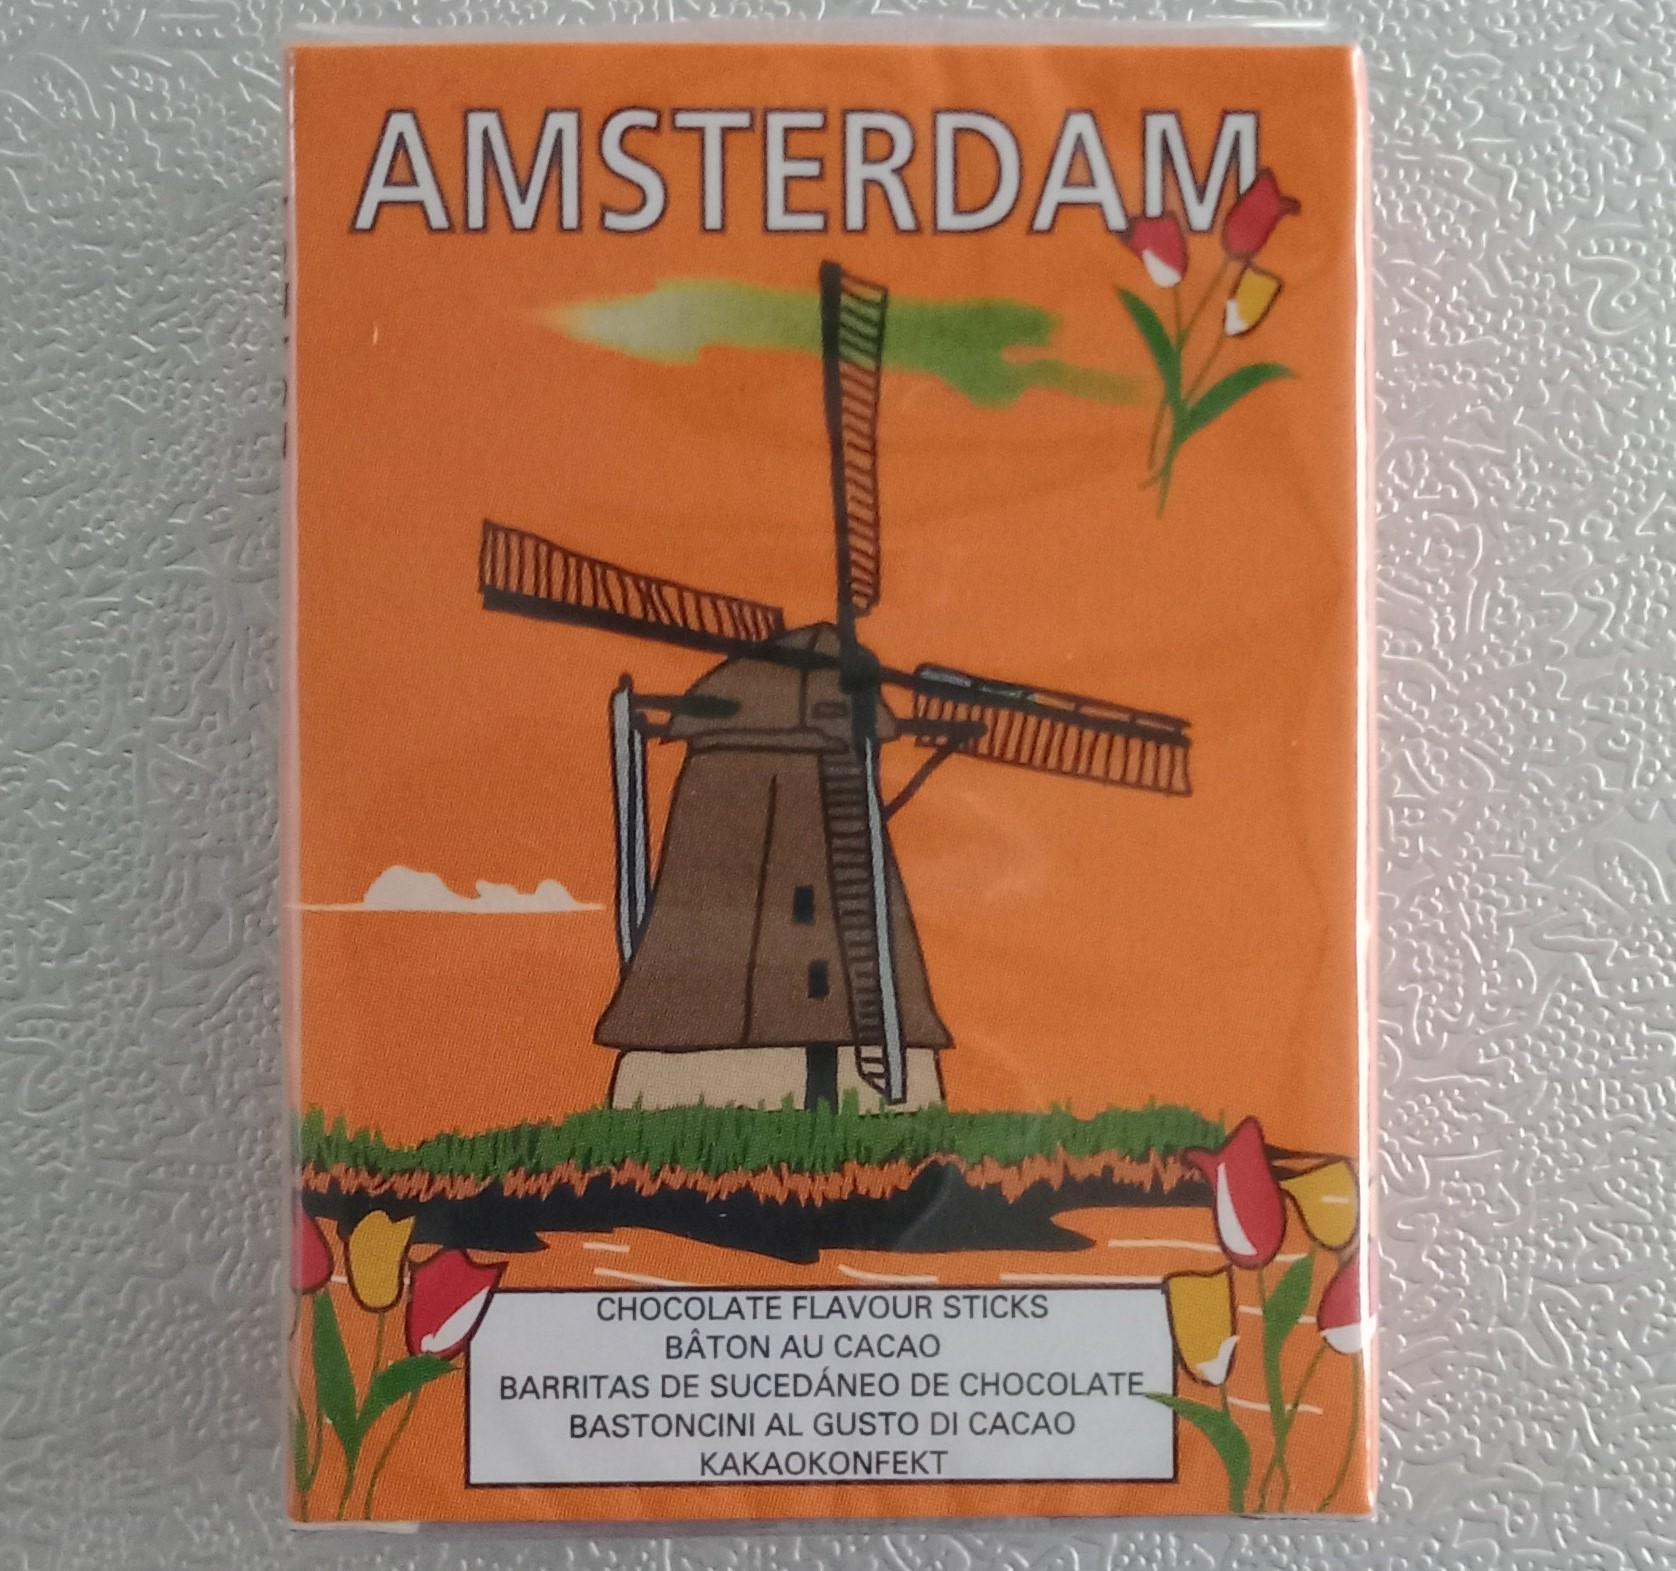 AMSTERDAM
CHOCOLATE FLAVOUR STICKS
BÂTON AU CACAO
BARRITAS DE SUCEDÁNEO DE CHOCOLATE
BASTONCINI AL GUSTO DI CACAO
KAKAOKONFEKT